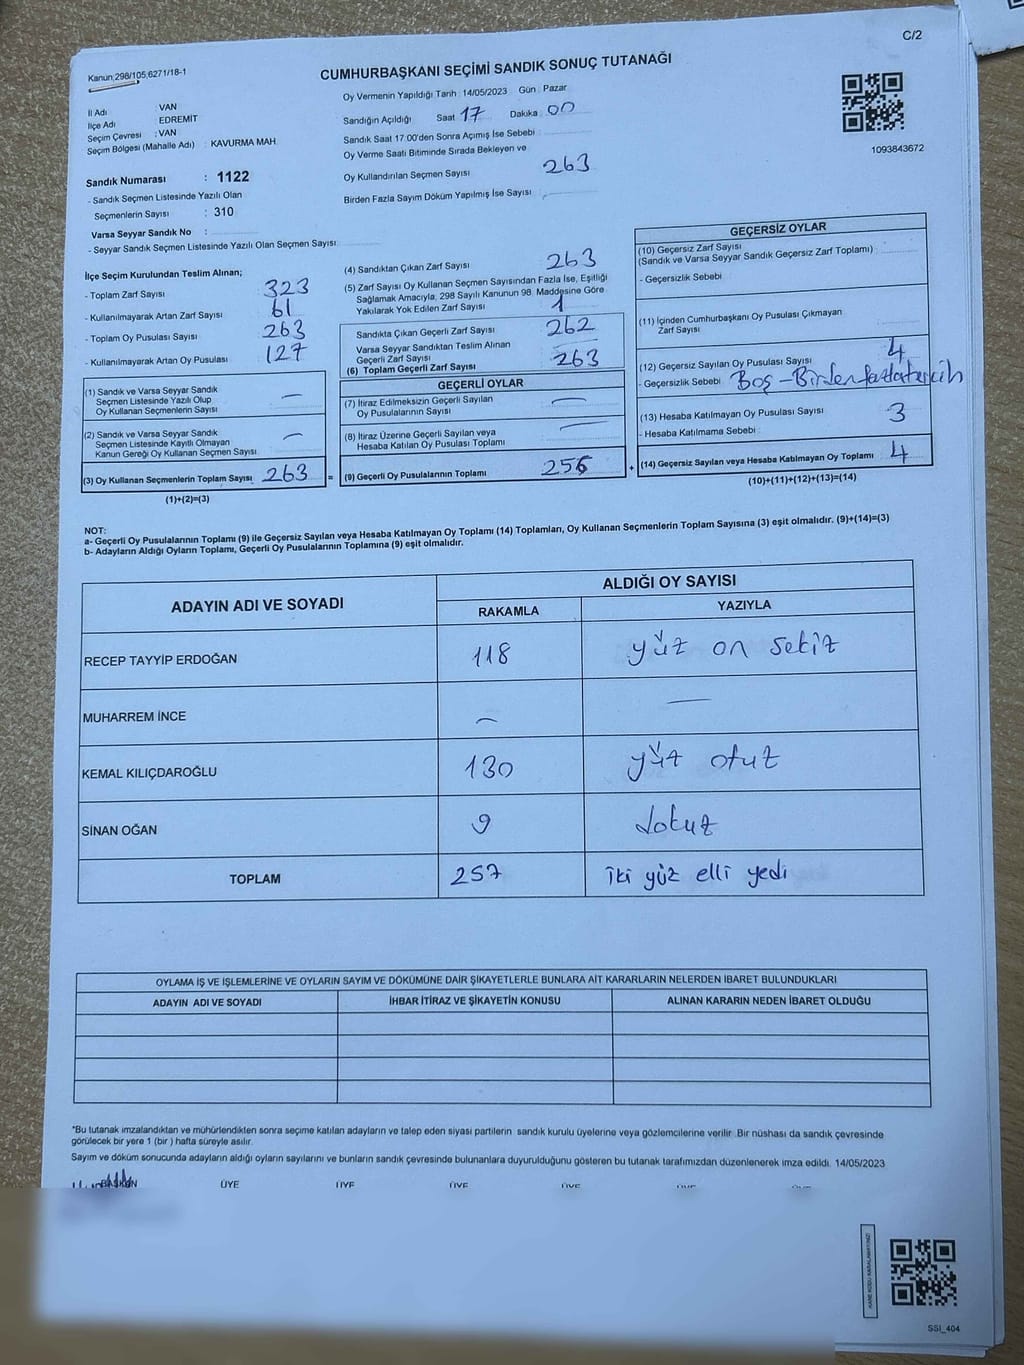 C/2
Kanun;298/105,6271/18-1
CUMHURBAŞKANI SEÇİMİ SANDIK SONUÇ TUTANAĞI
İl Adı : VAN
İlçe Adı EDREMIT
Seçim Çevresi : VAN
Seçim Bölgesi (Mahalle Adı) : KAVURMA MAH.
Oy Vermenin Yapıldığı Tarih : 14/05/2023 Gün : Pazar
Sandığın Açıldığı Saat 17 Dakika 00
Sandık Saat 17:00'den Sonra Açımış İse Sebebi :
Oy Verme Saati Bitiminde Sırada Bekleyen ve
Oy Kullandırılan Seçmen Sayısı 263
Birden Fazla Sayım Döküm Yapılmış İse Sayısı :
1093843672
Sandık Numarası : 1122
- Sandık Seçmen Listesinde Yazılı Olan
Seçmenlerin Sayısı : 310
Varsa Seyyar Sandık No :
- Seyyar Sandık Seçmen Listesinde Yazılı Olan Seçmen Sayısı
İlçe Seçim Kurulundan Teslim Alınan;
- Toplam Zarf Sayısı 323
- Kullanılmayarak Artan Zarf Sayısı 61
- Toplam Oy Pusulası Sayısı 263
- Kullanılmayarak Artan Oy Pusulası 127
(1) Sandık ve Varsa Seyyar Sandık
Seçmen Listesinde Yazılı Olup
Oy Kullanan Seçmenlerin Sayısı —
(2) Sandık ve Varsa Seyyar Sandık
Seçmen Listesinde Kayıtlı Olmayan
Kanun Gereği Oy Kullanan Seçmen Sayısı —
(3) Oy Kullanan Seçmenlerin Toplam Sayısı 263 =
(1)+(2)=(3)
(4) Sandıktan Çıkan Zarf Sayısı 263
(5) Zarf Sayısı Oy Kullanan Seçmen Sayısından Fazla İse, Eşitliği
Sağlamak Amacıyla, 298 Sayılı Kanunun 98. Maddesine Göre
Yakılarak Yok Edilen Zarf Sayısı 1
Sandıkta Çıkan Geçerli Zarf Sayısı 262
Varsa Seyyar Sandıktan Teslim Alınan
Geçerli Zarf Sayısı
(6) Toplam Geçerli Zarf Sayısı 263
GEÇERLİ OYLAR
(7) İtiraz Edilmeksizin Geçerli Sayılan
Oy Pusulalarının Sayısı —
(8) İtiraz Üzerine Geçerli Sayılan veya
Hesaba Katılan Oy Pusulası Toplamı —
(9) Geçerli Oy Pusulalarının Toplamı 256 +
GEÇERSİZ OYLAR
(10) Geçersiz Zarf Sayısı
(Sandık ve Varsa Seyyar Sandık Geçersiz Zarf Toplamı)
- Geçersizlik Sebebi
(11) İçinden Cumhurbaşkanı Oy Pusulası Çıkmayan
Zarf Sayısı
(12) Geçersiz Sayılan Oy Pusulası Sayısı 4
- Geçersizlik Sebebi Boş - Birden fazla tercih
(13) Hesaba Katılmayan Oy Pusulası Sayısı 3
- Hesaba Katılmama Sebebi
(14) Geçersiz Sayılan veya Hesaba Katılmayan Oy Toplamı 4
(10)+(11)+(12)+(13)=(14)
NOT:
a- Geçerli Oy Pusulalarının Toplamı (9) ile Geçersiz Sayılan veya Hesaba Katılmayan Oy Toplamı (14) Toplamları, Oy Kullanan Seçmenlerin Toplam Sayısına (3) eşit olmalıdır. (9)+(14)=(3)
b- Adayların Aldığı Oyların Toplamı, Geçerli Oy Pusulalarının Toplamına (9) eşit olmalıdır.
ADAYIN ADI VE SOYADI ALDIĞI OY SAYISI
RAKAMLA YAZIYLA
RECEP TAYYİP ERDOĞAN 118 yüz on sekiz
MUHARREM İNCE — —
KEMAL KILIÇDAROĞLU 130 yüz otuz
SİNAN OĞAN 9 dokuz
TOPLAM 257 iki yüz elli yedi
OYLAMA İŞ VE İŞLEMLERİNE VE OYLARIN SAYIM VE DÖKÜMÜNE DAİR ŞİKAYETLERLE BUNLARA AİT KARARLARIN NELERDEN İBARET BULUNDUKLARI
ADAYIN ADI VE SOYADI İHBAR İTİRAZ VE ŞİKAYETİN KONUSU ALINAN KARARIN NEDEN İBARET OLDUĞU
*Bu tutanak imzalandıktan ve mühürlendikten sonra seçime katılan adayların ve talep eden siyasi partilerin sandık kurulu üyelerine veya gözlemcilerine verilir .Bir nüshası da sandık çevresinde
görülecek bir yere 1 (bir ) hafta süreyle asılır.
Sayım ve döküm sonucunda adayların aldığı oyların sayılarını ve bunların sandık çevresinde bulunanlara duyurulduğunu gösteren bu tutanak tarafımızdan düzenlenerek imza edildi. 14/05/2023
BAŞKAN ÜYE ÜYE ÜYE ÜYE ÜYE ÜYE
SSI_404